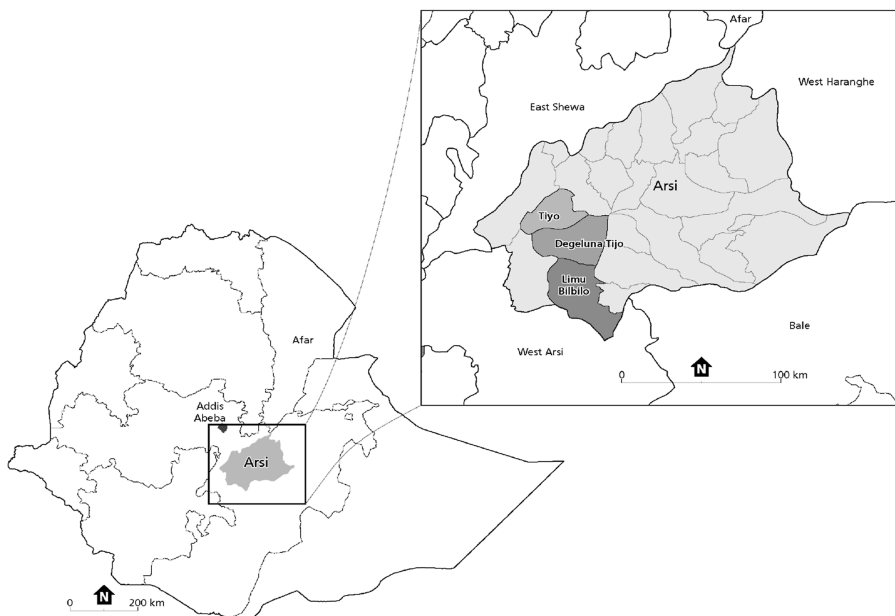 Afar
West Haranghe
East Shewa
Arsi
Tiyo
Degeluna Tijo
Limu
Bilbilo
Bale
West Arsi
N
0
100 km
Afar
Addis
Abeba
Arsi
N
0
200 km